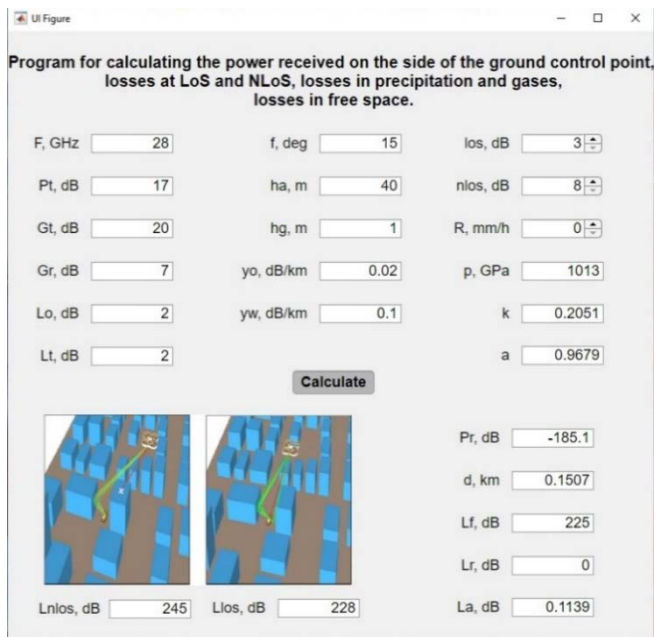 UI Figure
Program for calculating the power received on the side of the ground control point,
losses at LoS and NLoS, losses in precipitation and gases,
losses in free space.
F, GHz 28 f, deg 15 los, dB 3
Pt, dB 17 ha, m 40 nlos, dB 8
Gt, dB 20 hg, m 1 R, mm/h 0
Gr, dB 7 yo, dB/km 0.02 p, GPa 1013
Lo, dB 2 yw, dB/km 0.1 k 0.2051
Lt, dB 2 a 0.9679
Calculate
Pr, dB -185.1
d, km 0.1507
Lf, dB 225
Lr, dB 0
Lnlos, dB 245 Llos, dB 228 La, dB 0.1139